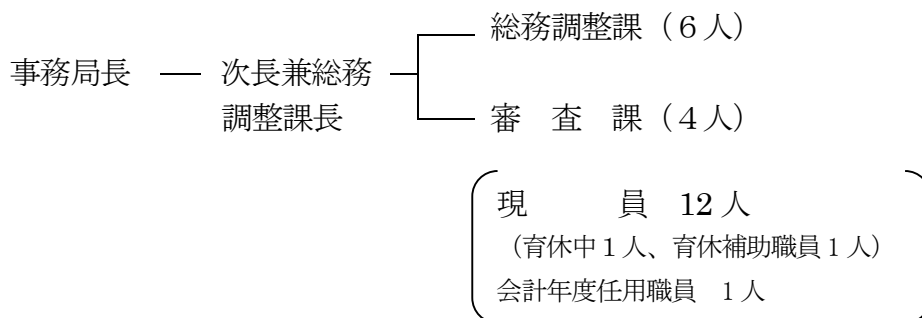 総務調整課（６人）
事務局長 ― 次長兼総務
調整課長
審　査　課（４人）
現　　　員　12人
（育休中１人、育休補助職員１人）
会計年度任用職員　１人